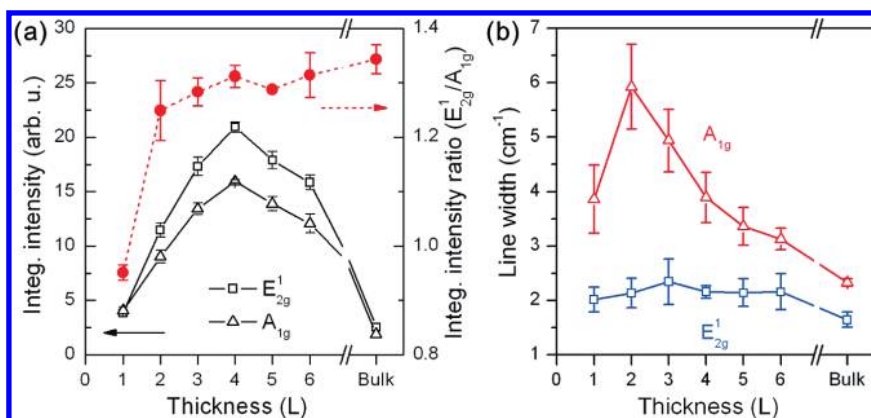 (a)
Integ. intensity (arb. u.)
30
25
20
15
10
5
0
0 1 2 3 4 5 6 Bulk
Thickness (L)
E¹₂g
A₁g
1.4
1.2
1.0
0.8
Integ. intensity ratio (E¹₂g/A₁g)
(b)
Line width (cm⁻¹)
7
6
5
4
3
2
1
A₁g
E¹₂g
0 1 2 3 4 5 6 Bulk
Thickness (L)